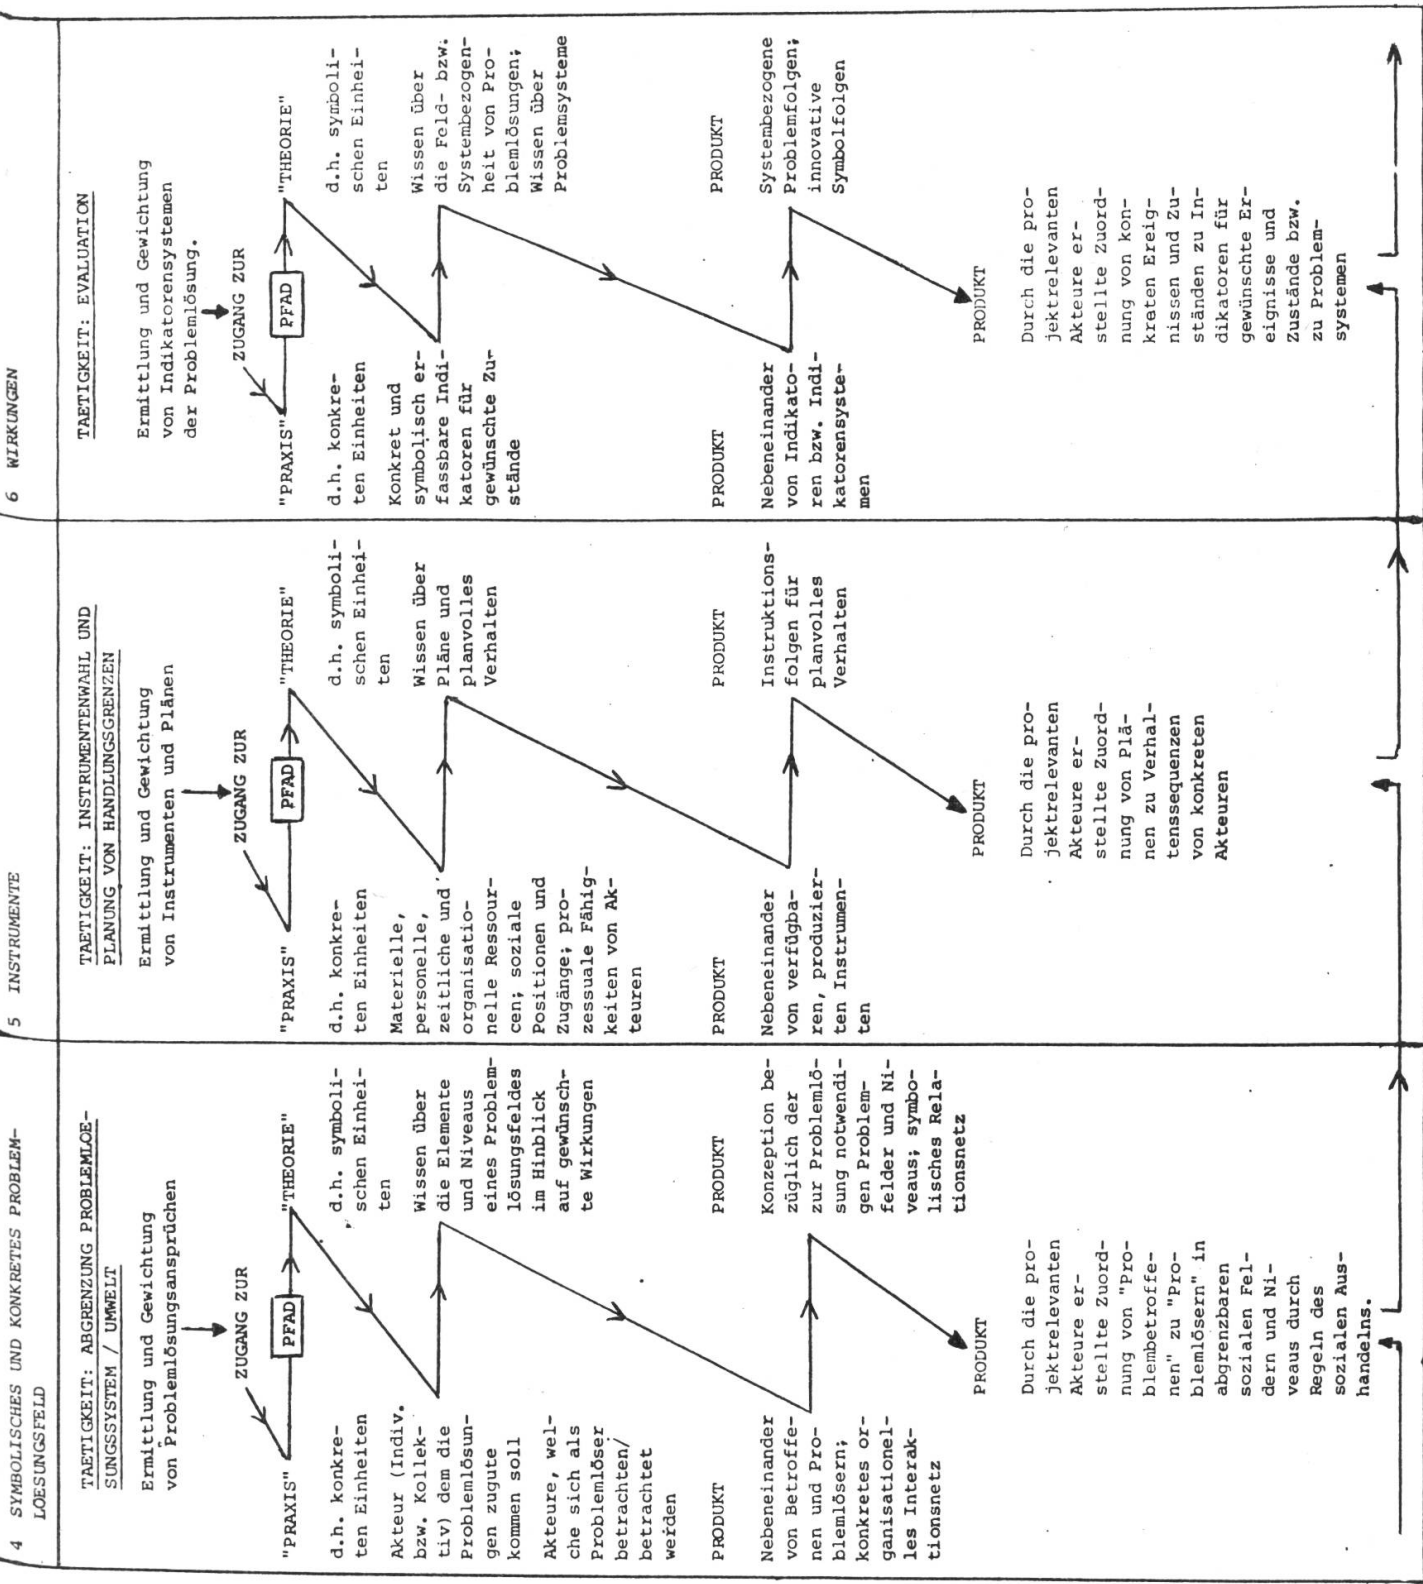 4 SYMBOLISCHES UND KONKRETES PROBLEM-
LOESUNGSFELD
TAETIGKEIT: ABGRENZUNG PROBLEMLOE-
SUNGSSYSTEM / UMWELT
Ermittlung und Gewichtung
von Problemlösungsansprüchen
ZUGANG ZUR
"PRAXIS"
PFAD
"THEORIE"
d.h. konkre-
ten Einheiten
Akteur (Indiv.
bzw. Kollek-
tiv) dem die
Problemlösun-
gen zugute
kommen soll
Akteure, wel-
che sich als
Problemlöser
betrachten/
betrachtet
werden
d.h. symboli-
schen Einhei-
ten
Wissen über
die Elemente
und Niveaus
eines Problem-
lösungsfeldes
im Hinblick
auf gewünsch-
te Wirkungen
PRODUKT
Nebeneinander
von Betroffe-
nen und Pro-
blemlösern;
konkretes or-
ganisationel-
les Interak-
tionsnetz
PRODUKT
Konzeption be-
züglich der
zur Problemlö-
sung notwendi-
gen Problem-
felder und Ni-
veaus; symbo-
lisches Rela-
tionsnetz
PRODUKT
Durch die pro-
jektrelevanten
Akteure er-
stellte Zuord-
nung von "Pro-
blembetroffe-
nen" zu "Pro-
blemlösern" in
abgrenzbaren
sozialen Fel-
dern und Ni-
veaus durch
Regeln des
sozialen Aus-
handelns.
5 INSTRUMENTE
TAETIGKEIT: INSTRUMENTENWAHL UND
PLANUNG VON HANDLUNGSGRENZEN
Ermittlung und Gewichtung
von Instrumenten und Plänen
ZUGANG ZUR
"PRAXIS"
PFAD
"THEORIE"
d.h. konkre-
ten Einheiten
Materielle,
personelle,
zeitliche und
organisatio-
nelle Ressour-
cen; soziale
Positionen und
Zugänge; pro-
zessuale Fähig-
keiten von Ak-
teuren
d.h. symboli-
schen Einhei-
ten
Wissen über
Pläne und
planvolles
Verhalten
PRODUKT
Nebeneinander
von verfügba-
ren, produzier-
ten Instrumen-
ten
PRODUKT
Instruktions-
folgen für
planvolles
Verhalten
PRODUKT
Durch die pro-
jektrelevanten
Akteure er-
stellte Zuord-
nung von Plä-
nen zu Verhal-
tenssequenzen
von konkreten
Akteuren
6 WIRKUNGEN
TAETIGKEIT: EVALUATION
Ermittlung und Gewichtung
von Indikatorensystemen
der Problemlösung.
ZUGANG ZUR
"PRAXIS"
PFAD
"THEORIE"
d.h. konkre-
ten Einheiten
Konkret und
symbolisch er-
fassbare Indi-
katoren für
gewünschte Zu-
stände
d.h. symboli-
schen Einhei-
ten
Wissen über
die Feld- bzw.
Systembezogen-
heit von Pro-
blemlösungen;
Wissen über
Problemsysteme
PRODUKT
Nebeneinander
von Indikato-
ren bzw. Indi-
katorensyste-
men
PRODUKT
Systembezogene
Problemfolgen;
innovative
Symbolfolgen
PRODUKT
Durch die pro-
jektrelevanten
Akteure er-
stellte Zuord-
nung von kon-
kreten Ereig-
nissen und Zu-
ständen zu In-
dikatoren für
gewünschte Er-
eignisse und
Zustände bzw.
zu Problem-
systemen